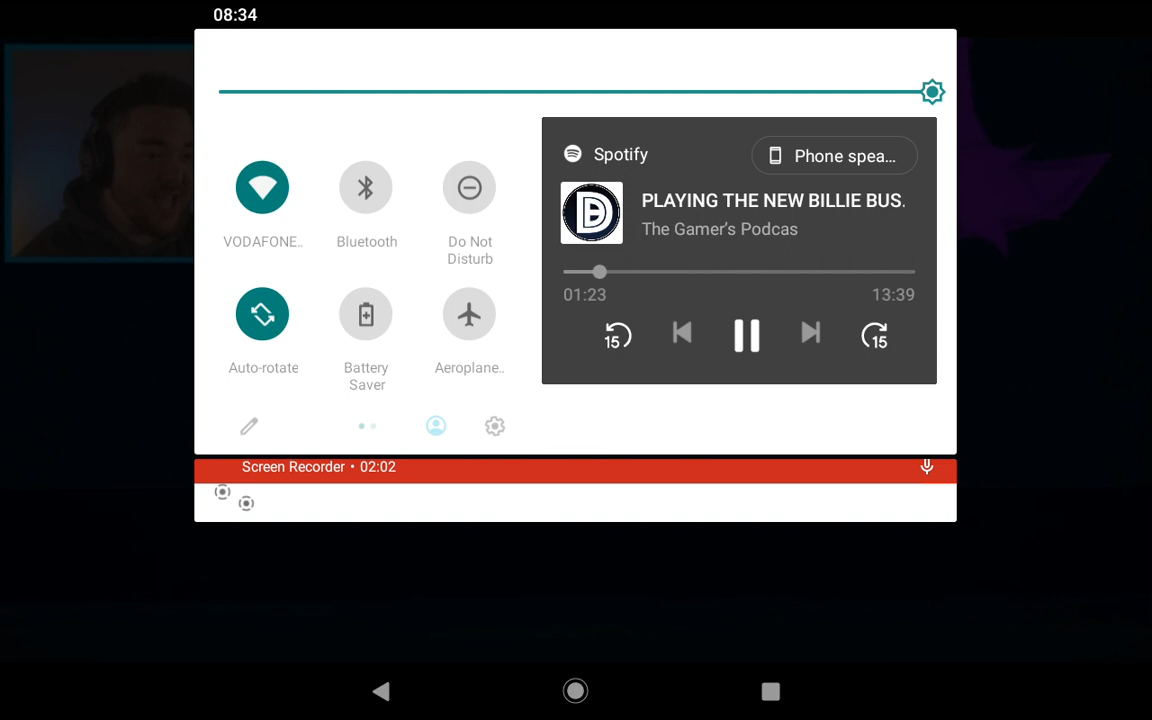 08:34
Spotify
Phone spea...
PLAYING THE NEW BILLIE BUS.
The Gamer's Podcas
01:23
13:39
15
15
VODAFONE..
Bluetooth
Do Not
Disturb
Auto-rotate
Battery
Saver
Aeroplane..
Screen Recorder • 02:02